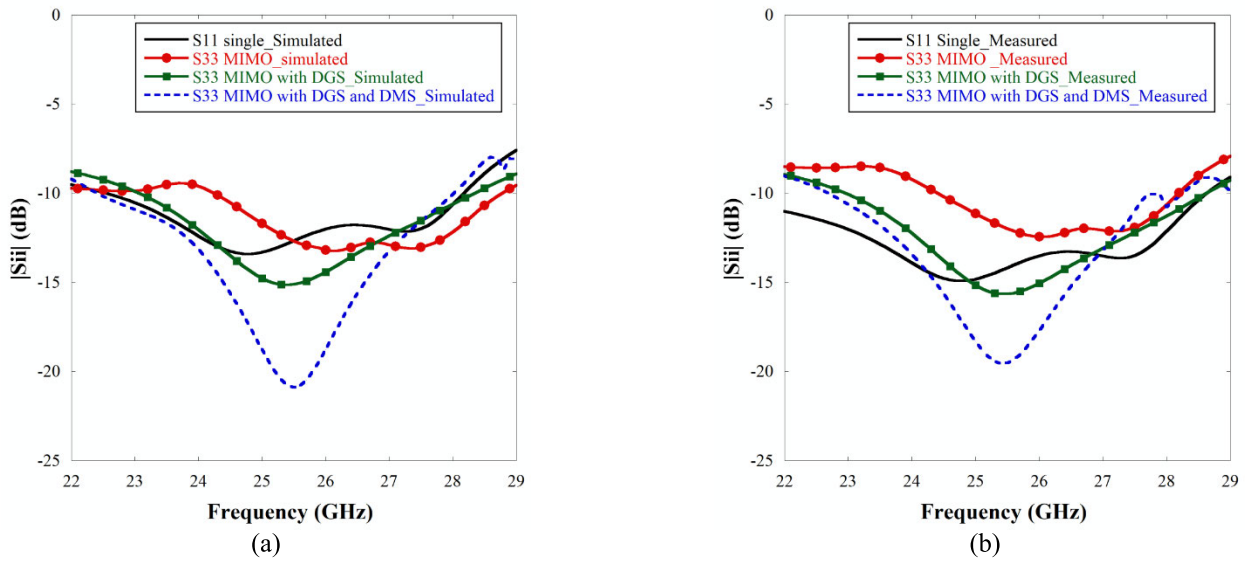 0
-5
-10
-15
-20
-25
|Sii| (dB)
S11 single_Simulated
S33 MIMO_simulated
S33 MIMO with DGS_Simulated
S33 MIMO with DGS and DMS_Simulated
22 23 24 25 26 27 28 29
Frequency (GHz)
(a)
0
-5
-10
-15
-20
-25
|Sii| (dB)
S11 Single_Measured
S33 MIMO _Measured
S33 MIMO with DGS_Measured
S33 MIMO with DGS and DMS_Measured
22 23 24 25 26 27 28 29
Frequency (GHz)
(b)